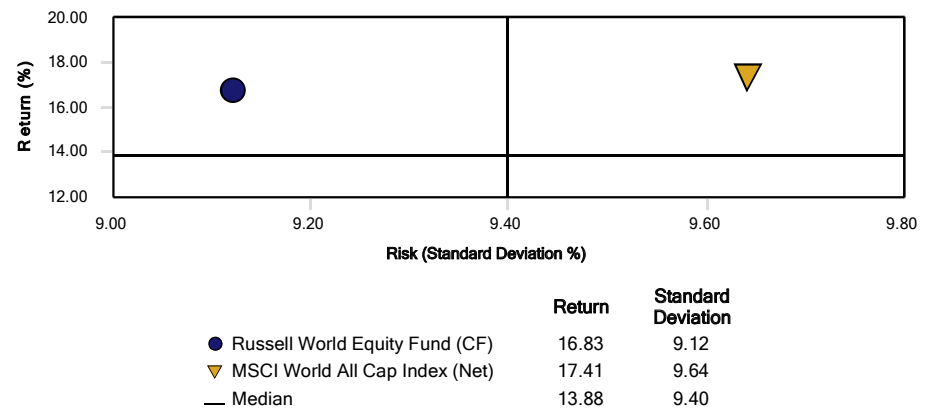 20.00
18.00
16.00
14.00
12.00
Return (%)
9.00 9.20 9.40 9.60 9.80
Risk (Standard Deviation %)
Return Standard Deviation
Russell World Equity Fund (CF) 16.83 9.12
MSCI World All Cap Index (Net) 17.41 9.64
Median 13.88 9.40